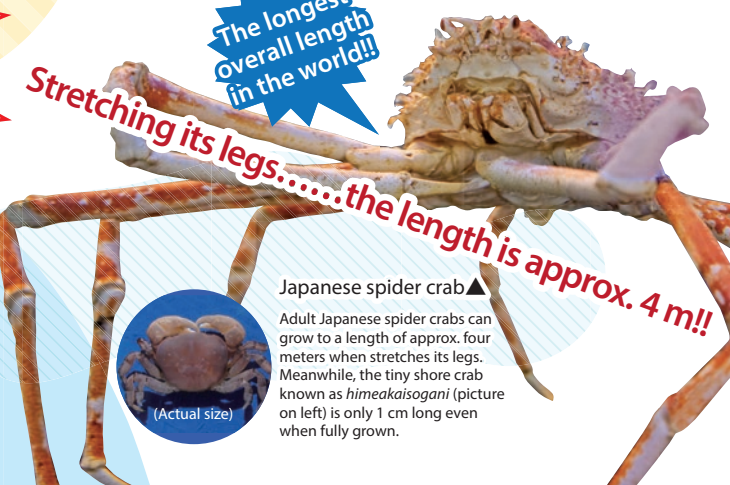 The longest
overall length
in the world!!
Stretching its legs……the length is approx. 4 m!!
Japanese spider crab▲
Adult Japanese spider crabs can
grow to a length of approx. four
meters when stretches its legs.
Meanwhile, the tiny shore crab
known as himeakaisogani (picture
on left) is only 1 cm long even
when fully grown.
(Actual size)